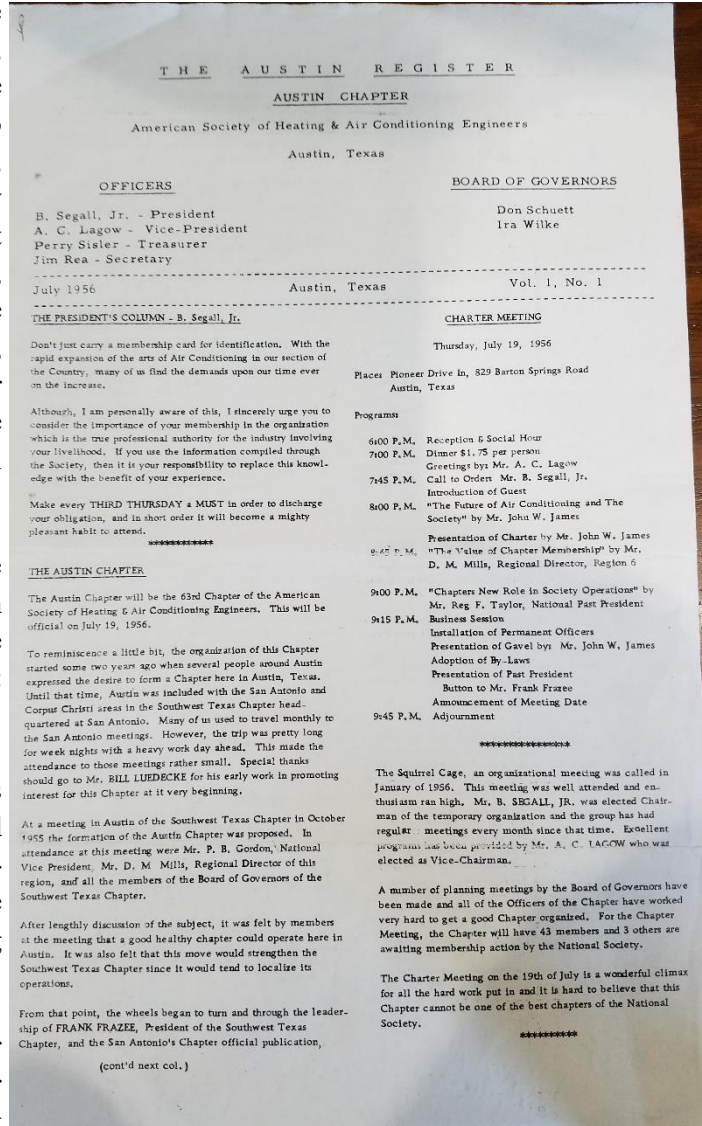 THE AUSTIN REGISTER
AUSTIN CHAPTER
American Society of Heating & Air Conditioning Engineers
Austin, Texas
OFFICERS
B. Segall, Jr. - President
A. C. Lagow - Vice-President
Perry Sisler - Treasurer
Jim Rea - Secretary
BOARD OF GOVERNORS
Don Schuett
Ira Wilke
July 1956 Austin, Texas Vol. 1, No. 1
THE PRESIDENT'S COLUMN - B. Segall, Jr.
Don't just carry a membership card for identification. With the
rapid expansion of the arts of Air Conditioning in our section of
the Country, many of us find the demands upon our time ever
on the increase.
Although, I am personally aware of this, I sincerely urge you to
consider the importance of your membership in the organization
which is the true professional authority for the industry involving
your livelihood. If you use the information compiled through
the Society, then it is your responsibility to replace this knowl-
edge with the benefit of your experience.
Make every THIRD THURSDAY a MUST in order to discharge
your obligation, and in short order it will become a mighty
pleasant habit to attend.
************
THE AUSTIN CHAPTER
The Austin Chapter will be the 63rd Chapter of the American
Society of Heating & Air Conditioning Engineers. This will be
official on July 19, 1956.
To reminiscence a little bit, the organization of this Chapter
started some two years ago when several people around Austin
expressed the desire to form a Chapter here in Austin, Texas.
Until that time, Austin was included with the San Antonio and
Corpus Christi areas in the Southwest Texas Chapter head-
quartered at San Antonio. Many of us used to travel monthly to
the San Antonio meetings. However, the trip was pretty long
for week nights with a heavy work day ahead. This made the
attendance to those meetings rather small. Special thanks
should go to Mr. BILL LUEDECKE for his early work in promoting
interest for this Chapter at it very beginning.
At a meeting in Austin of the Southwest Texas Chapter in October
1955 the formation of the Austin Chapter was proposed. In
attendance at this meeting were Mr. P. B. Gordon, National
Vice President, Mr. D. M Mills, Regional Director of this
region, and all the members of the Board of Governors of the
Southwest Texas Chapter.
After lengthly discussion of the subject, it was felt by members
at the meeting that a good healthy chapter could operate here in
Austin. It was also felt that this move would strengthen the
Southwest Texas Chapter since it would tend to localize its
operations.
From that point, the wheels began to turn and through the leader-
ship of FRANK FRAZEE, President of the Southwest Texas
Chapter, and the San Antonio's Chapter official publication,
(cont'd next col.)
CHARTER MEETING
Thursday, July 19, 1956
Place: Pioneer Drive In, 829 Barton Springs Road
Austin, Texas
Programs:
6:00 P.M. Reception & Social Hour
7:00 P.M. Dinner $1.75 per person
Greetings by: Mr. A. C. Lagow
7:45 P.M. Call to Order: Mr. B. Segall, Jr.
Introduction of Guest
8:00 P.M. "The Future of Air Conditioning and The
Society" by Mr. John W. James
Presentation of Charter by Mr. John W. James
P.M. "The Value of Chapter Membership" by Mr.
D. M. Mills, Regional Director, Region 6
9:00 P.M. "Chapters New Role in Society Operations" by
Mr. Reg F. Taylor, National Past President
9:15 P.M. Business Session
Installation of Permanent Officers
Presentation of Gavel by: Mr. John W. James
Adoption of By-Laws
Presentation of Past President
Button to Mr. Frank Frazee
Announcement of Meeting Date
9:45 P.M. Adjournment
***************
The Squirrel Cage, an organizational meeting was called in
January of 1956. This meeting was well attended and en-
thusiasm ran high. Mr. B. SEGALL, JR. was elected Chair-
man of the temporary organization and the group has had
regular meetings every month since that time. Excellent
programs has been provided by Mr. A. C. LAGOW who was
elected as Vice-Chairman.
A number of planning meetings by the Board of Governors have
been made and all of the Officers of the Chapter have worked
very hard to get a good Chapter organized. For the Chapter
Meeting, the Chapter will have 43 members and 3 others are
awaiting membership action by the National Society.
The Charter Meeting on the 19th of July is a wonderful climax
for all the hard work put in and it is hard to believe that this
Chapter cannot be one of the best chapters of the National
Society.
**********